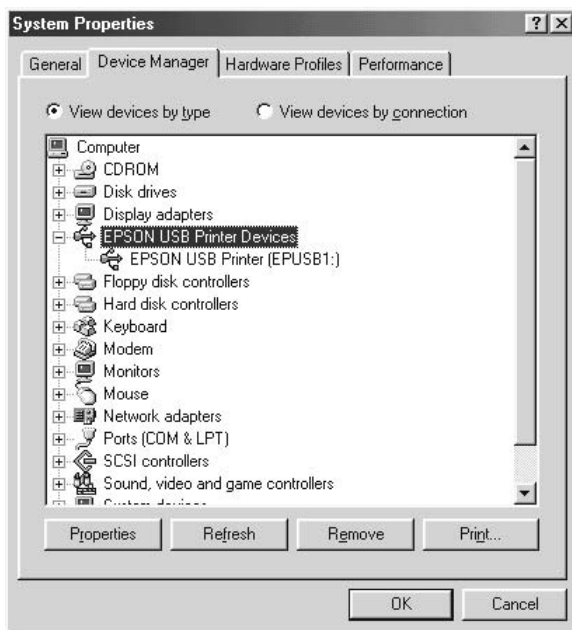 System Properties
General Device Manager Hardware Profiles Performance
View devices by type View devices by connection
Computer
CDROM
Disk drives
Display adapters
EPSON USB Printer Devices
EPSON USB Printer (EPUSB1:)
Floppy disk controllers
Hard disk controllers
Keyboard
Modem
Monitors
Mouse
Network adapters
Ports (COM & LPT)
SCSI controllers
Sound, video and game controllers
Properties Refresh Remove Print...
OK Cancel